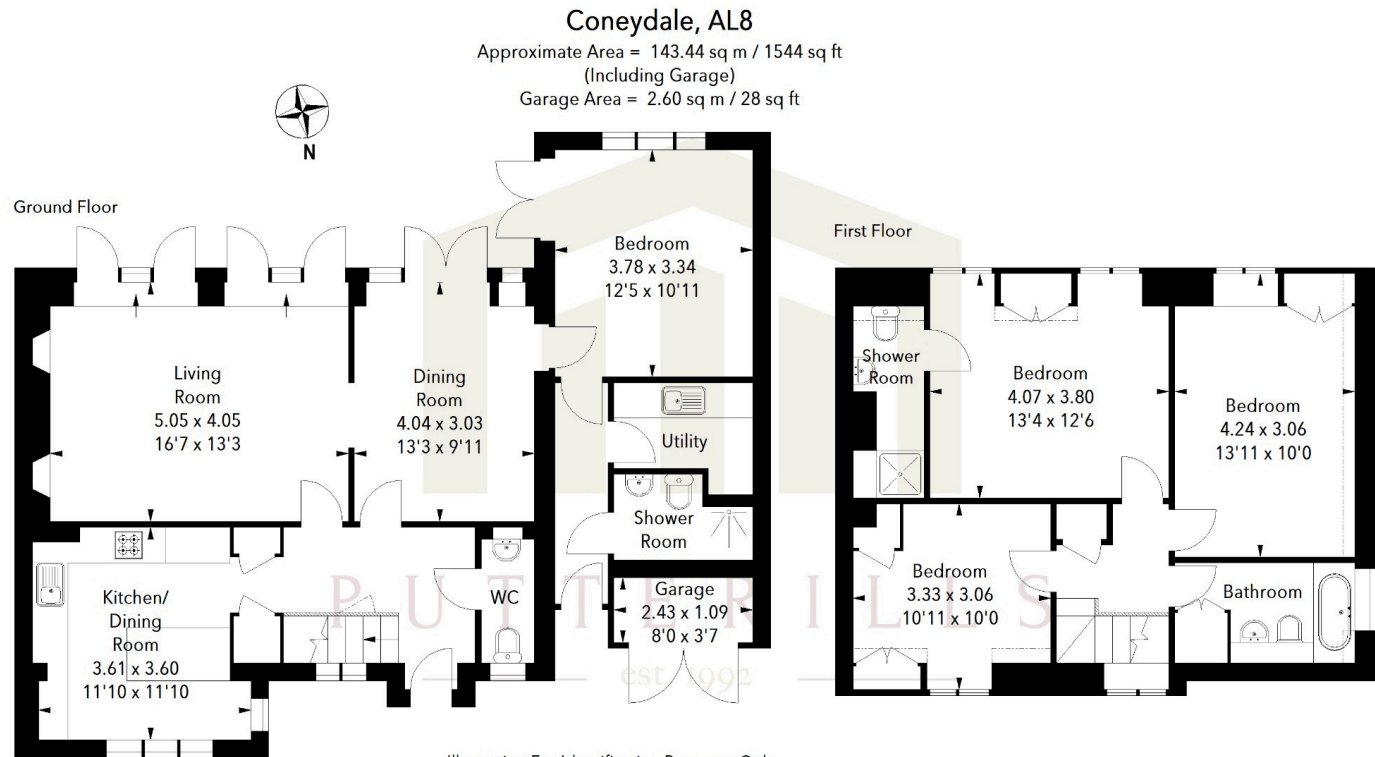 Coneydale, AL8
Approximate Area = 143.44 sq m / 1544 sq ft
(Including Garage)
Garage Area = 2.60 sq m / 28 sq ft
N
Ground Floor
Living
Room
5.05 x 4.05
16'7 x 13'3
Dining
Room
4.04 x 3.03
13'3 x 9'11
Bedroom
3.78 x 3.34
12'5 x 10'11
Utility
Shower
Room
Garage
2.43 x 1.09
8'0 x 3'7
WC
Kitchen/
Dining
Room
3.61 x 3.60
11'10 x 11'10
First Floor
Shower
Room
Bedroom
4.07 x 3.80
13'4 x 12'6
Bedroom
4.24 x 3.06
13'11 x 10'0
Bedroom
3.33 x 3.06
10'11 x 10'0
Bathroom
PUTTERILLS
est. 1992